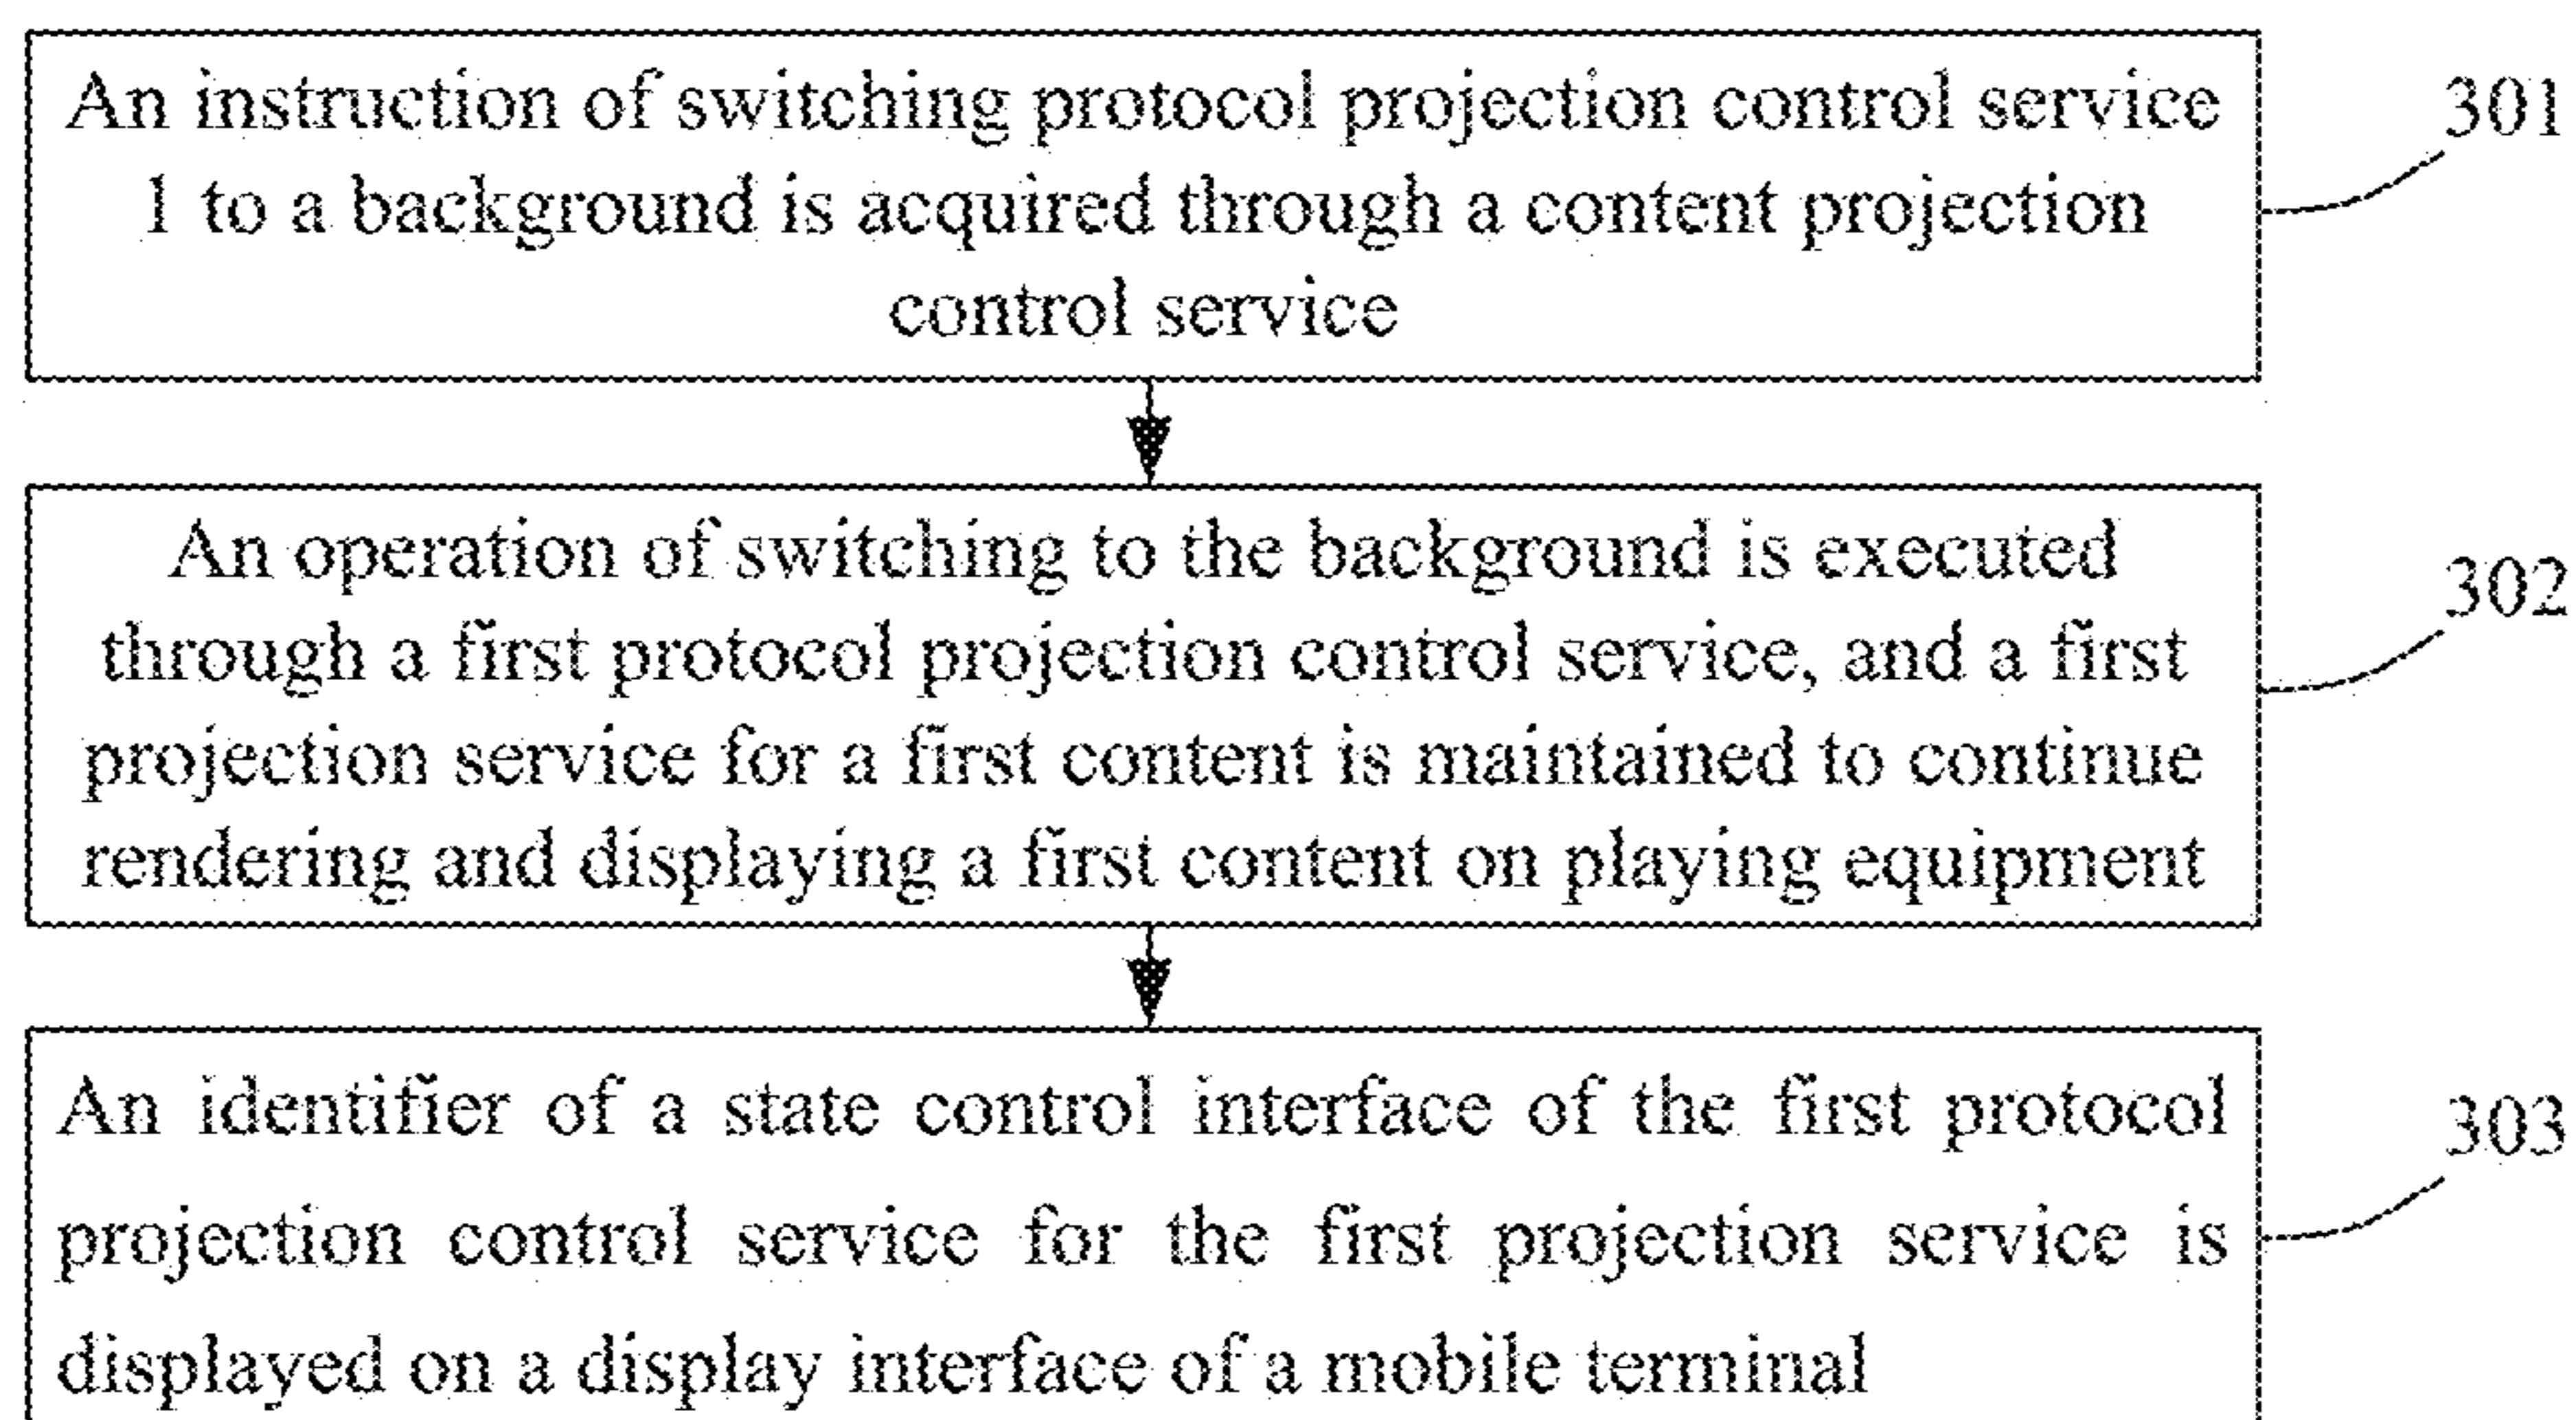 An instruction of switching protocol projection control service
1 to a background is acquired through a content projection
control service
301
An operation of switching to the background is executed
through a first protocol projection control service, and a first
projection service for a first content is maintained to continue
rendering and displaying a first content on playing equipment
302
An identifier of a state control interface of the first protocol
projection control service for the first projection service is
displayed on a display interface of a mobile terminal
303